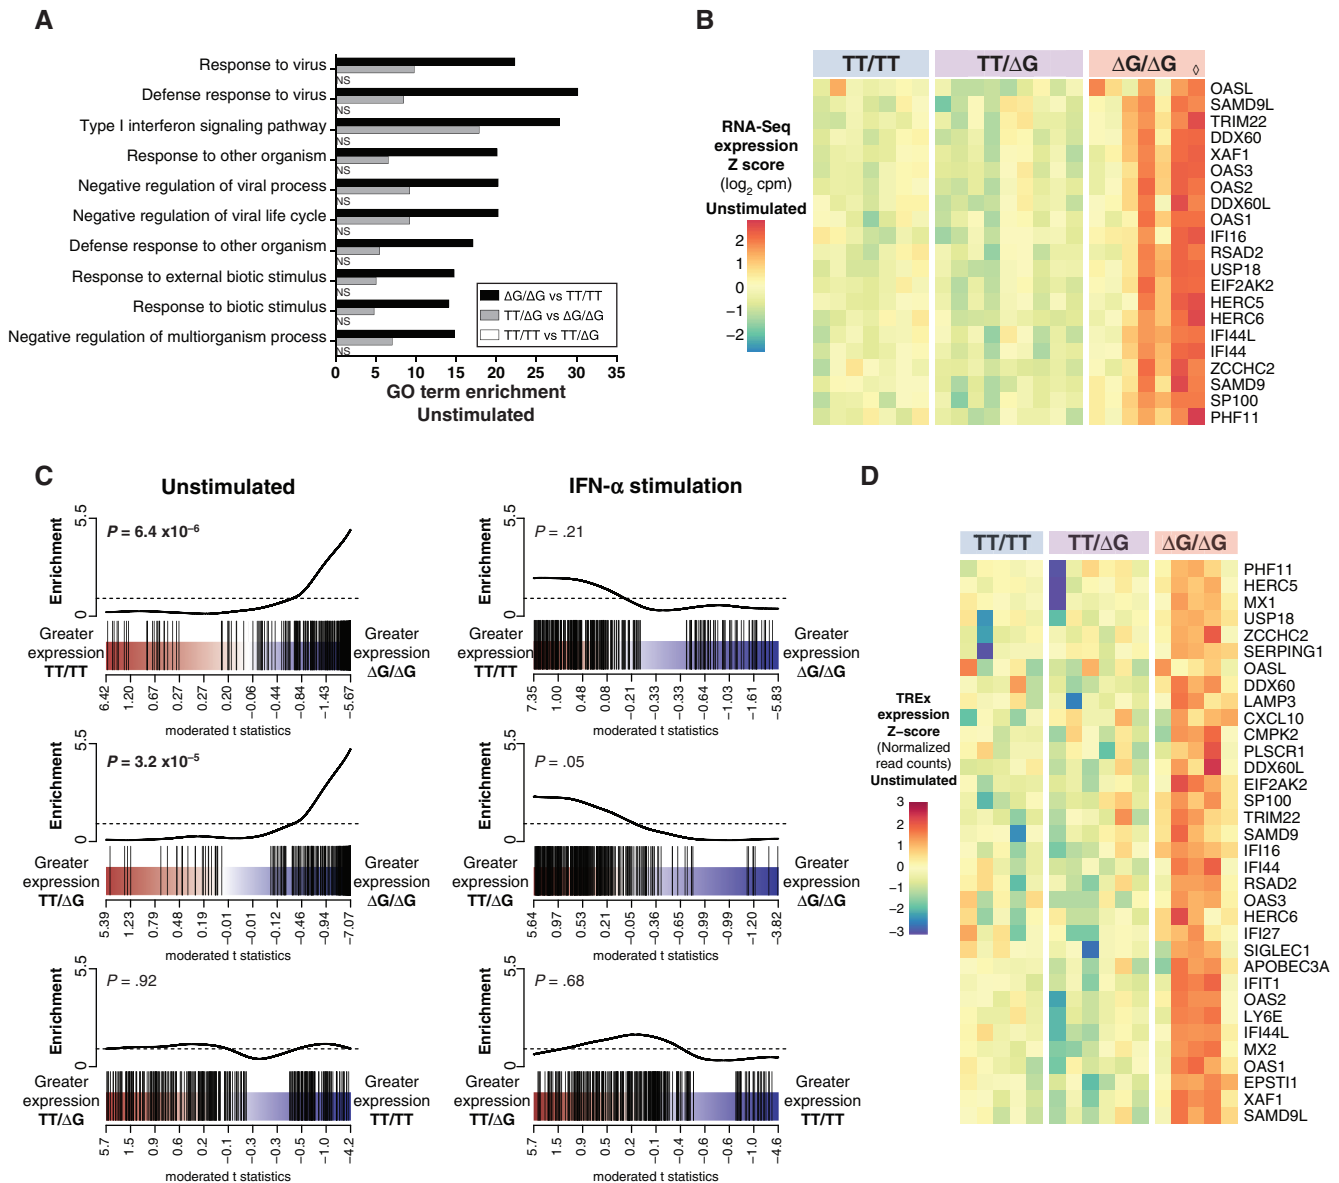 A
Response to virus
NS
Defense response to virus
NS
Type I interferon signaling pathway
NS
Response to other organism
NS
Negative regulation of viral process
NS
Negative regulation of viral life cycle
NS
Defense response to other organism
NS
Response to external biotic stimulus
NS
Response to biotic stimulus
NS
Negative regulation of multiorganism process
NS
ΔG/ΔG vs TT/TT
TT/ΔG vs ΔG/ΔG
TT/TT vs TT/ΔG
0 5 10 15 20 25 30 35
GO term enrichment
Unstimulated
B
TT/TT TT/ΔG ΔG/ΔG ◊
RNA-Seq
expression
Z score
(log2 cpm)
Unstimulated
2
1
0
−1
−2
OASL
SAMD9L
TRIM22
DDX60
XAF1
OAS3
OAS2
DDX60L
OAS1
IFI16
RSAD2
USP18
EIF2AK2
HERC5
HERC6
IFI44L
IFI44
ZCCHC2
SAMD9
SP100
PHF11
C
Unstimulated
Enrichment
5.5
0
P = 6.4 x10−6
Greater
expression
TT/TT
Greater
expression
ΔG/ΔG
6.42 1.20 0.67 0.27 0.27 0.20 −0.06 −0.44 −0.84 −1.43 −5.67
moderated t statistics
Enrichment
5.5
0
P = 3.2 x10−5
Greater
expression
TT/ΔG
Greater
expression
ΔG/ΔG
5.39 1.23 0.79 0.48 0.19 −0.01 −0.01 −0.12 −0.46 −0.94 −7.07
moderated t statistics
Enrichment
5.5
0
P = .92
Greater
expression
TT/ΔG
Greater
expression
TT/TT
5.7 1.5 0.9 0.6 0.2 −0.1 −0.3 −0.3 −0.6 −1.0 −4.2
moderated t statistics
IFN-α stimulation
Enrichment
5.5
0
P = .21
Greater
expression
TT/TT
Greater
expression
ΔG/ΔG
7.35 1.00 0.48 0.08 −0.21 −0.33 −0.33 −0.64 −1.03 −1.61 −5.83
moderated t statistics
Enrichment
5.5
0
P = .05
Greater
expression
TT/ΔG
Greater
expression
ΔG/ΔG
5.64 0.97 0.53 0.21 −0.05 −0.36 −0.65 −0.99 −0.99 −1.20 −3.82
moderated t statistics
Enrichment
5.5
0
P = .68
Greater
expression
TT/ΔG
Greater
expression
TT/TT
5.7 1.5 1.0 0.6 0.2 −0.1 −0.4 −0.6 −0.6 −1.0 −4.6
moderated t statistics
D
TT/TT TT/ΔG ΔG/ΔG
TREx
expression
Z−score
(Normalized
read counts)
Unstimulated
3
2
1
0
−1
−2
−3
PHF11
HERC5
MX1
USP18
ZCCHC2
SERPING1
OASL
DDX60
LAMP3
CXCL10
CMPK2
PLSCR1
DDX60L
EIF2AK2
SP100
TRIM22
SAMD9
IFI16
IFI44
RSAD2
OAS3
HERC6
IFI27
SIGLEC1
APOBEC3A
IFIT1
OAS2
LY6E
IFI44L
MX2
OAS1
EPSTI1
XAF1
SAMD9L